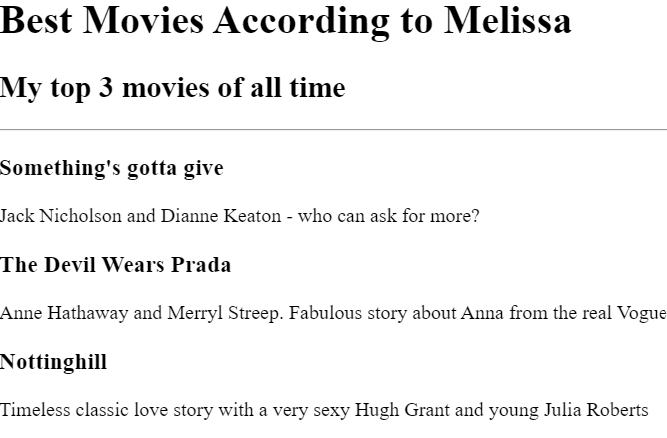 Best Movies According to Melissa
My top 3 movies of all time
Something's gotta give
Jack Nicholson and Dianne Keaton - who can ask for more?
The Devil Wears Prada
Anne Hathaway and Merryl Streep. Fabulous story about Anna from the real Vogue
Nottinghill
Timeless classic love story with a very sexy Hugh Grant and young Julia Roberts